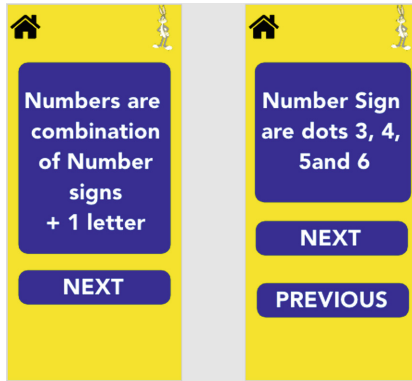 Numbers are
combination
of Number
signs
+ 1 letter
NEXT
Number Sign
are dots 3, 4,
5and 6
NEXT
PREVIOUS